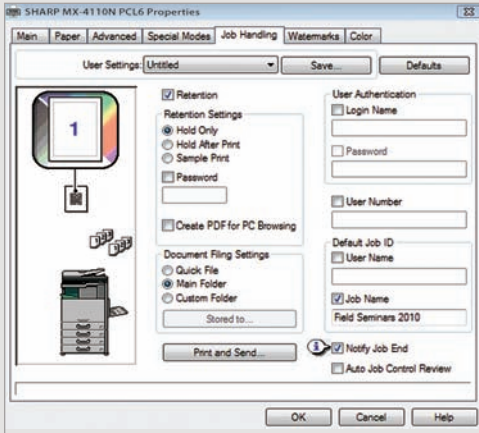 SHARP MX-4110N PCL6 Properties
Main Paper Advanced Special Modes Job Handling Watermarks Color
User Settings: Untitled Save... Defaults
1
Retention
Retention Settings
Hold Only
Hold After Print
Sample Print
Password
Create PDF for PC Browsing
Document Filing Settings
Quick File
Main Folder
Custom Folder
Stored to...
Print and Send...
User Authentication
Login Name
Password
User Number
Default Job ID
User Name
Job Name
Field Seminars 2010
Notify Job End
Auto Job Control Review
OK Cancel Help